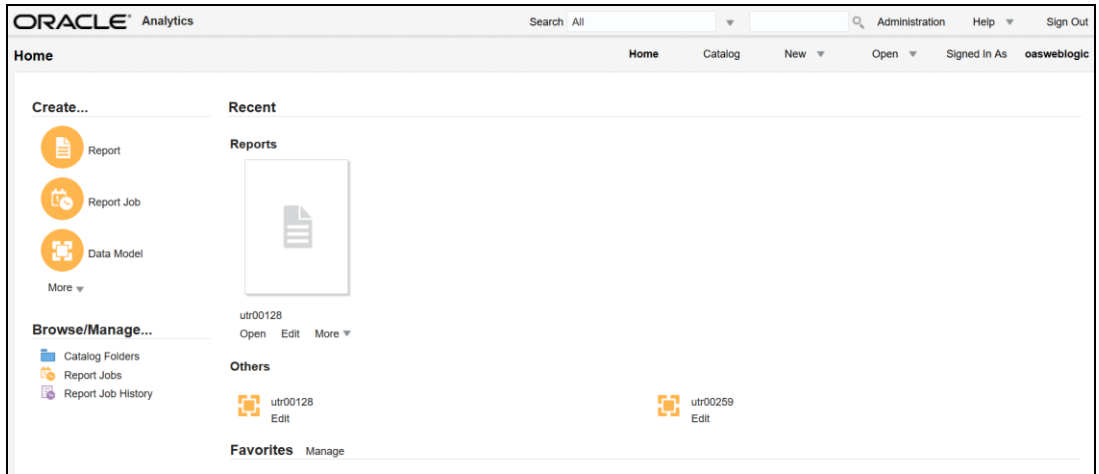 ORACLE Analytics Search All Administration Help Sign Out
Home Home Catalog New Open Signed In As oasweblogic
Create...
Report
Report Job
Data Model
More
Browse/Manage...
Catalog Folders
Report Jobs
Report Job History
Recent
Reports
utr00128
Open Edit More
Others
utr00128
Edit
utr00259
Edit
Favorites Manage